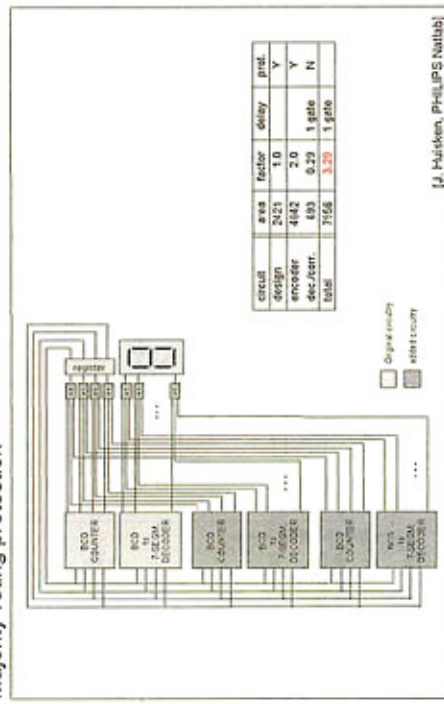 Majority voting protection
register
BCD
COUNTER
BCD
to
7-SEGM.
DECODER
BCD
COUNTER
BCD
to
7-SEGM.
DECODER
BCD
COUNTER
BCD
to
7-SEGM.
DECODER
...
...
...
circuit area factor delay prot.
design 2421 1.0 Y
encoder 4842 2.0 Y
dec./corr. 693 0.29 1 gate N
total 7956 3.29 1 gate
Original circuitry
added circuitry
[J. Huisken, PHILIPS Natlab]